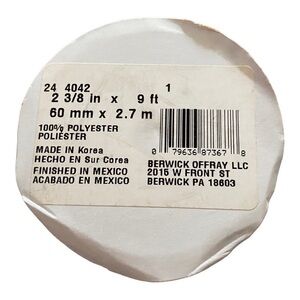 24 4042 1
2 3/8 in x 9 ft
60 mm x 2.7 m
100% POLYESTER
POLIÉSTER
MADE IN Korea
HECHO EN Sur Corea
FINISHED IN MEXICO
ACABADO EN MEXICO
0 79636 87367 8
BERWICK OFFRAY LLC
2015 W FRONT ST
BERWICK PA 18603